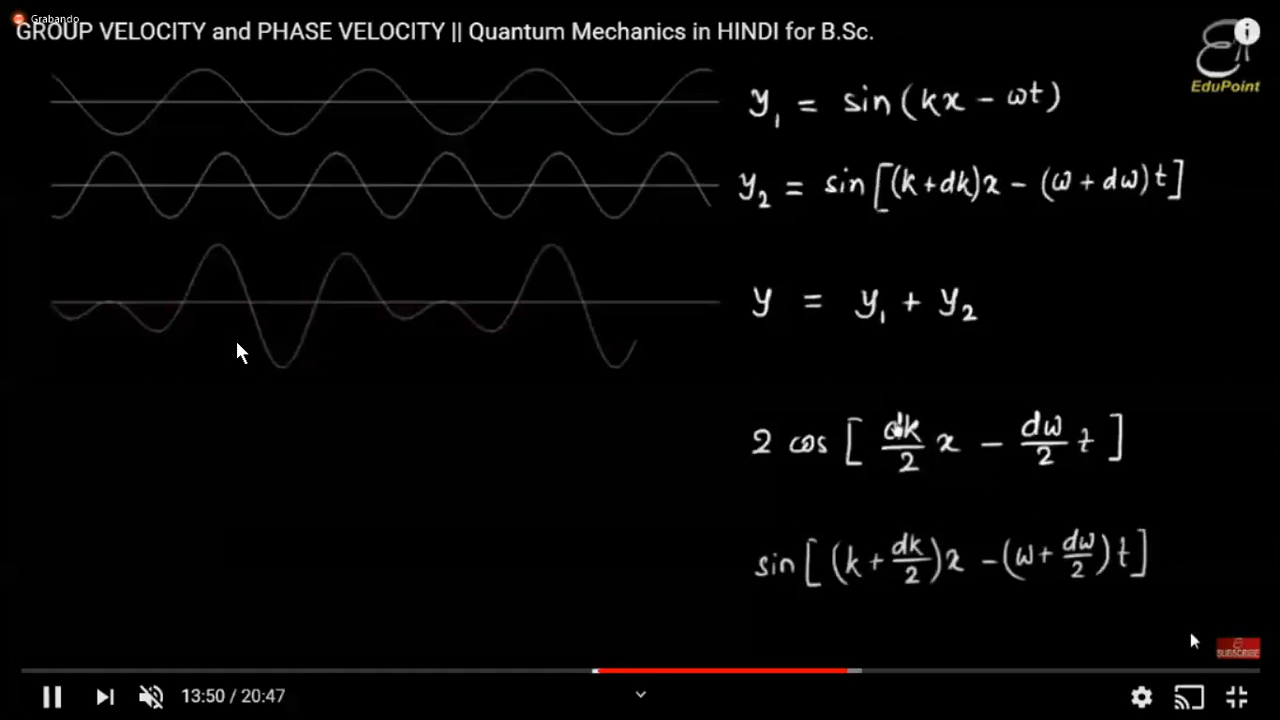 Grabando
GROUP VELOCITY and PHASE VELOCITY || Quantum Mechanics in HINDI for B.Sc.
EduPoint
y₁ = sin(kx - ωt)
y₂ = sin[(k+dk)x - (ω+dω)t]
y = y₁ + y₂
2 cos[dk/2 x - dω/2 t]
sin[(k+dk/2)x - (ω+dω/2)t]
SUBSCRIBE
13:50 / 20:47